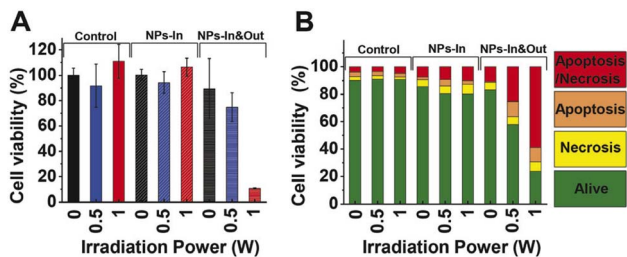 A
Control
NPs-In
NPs-In&Out
Cell viability (%)
120
100
80
60
40
20
0
0
0.5
1
0
0.5
1
0
0.5
1
Irradiation Power (W)
B
Control
NPs-In
NPs-In&Out
Cell viability (%)
100
80
60
40
20
0
0
0.5
1
0
0.5
1
0
0.5
1
Irradiation Power (W)
Apoptosis
/Necrosis
Apoptosis
Necrosis
Alive